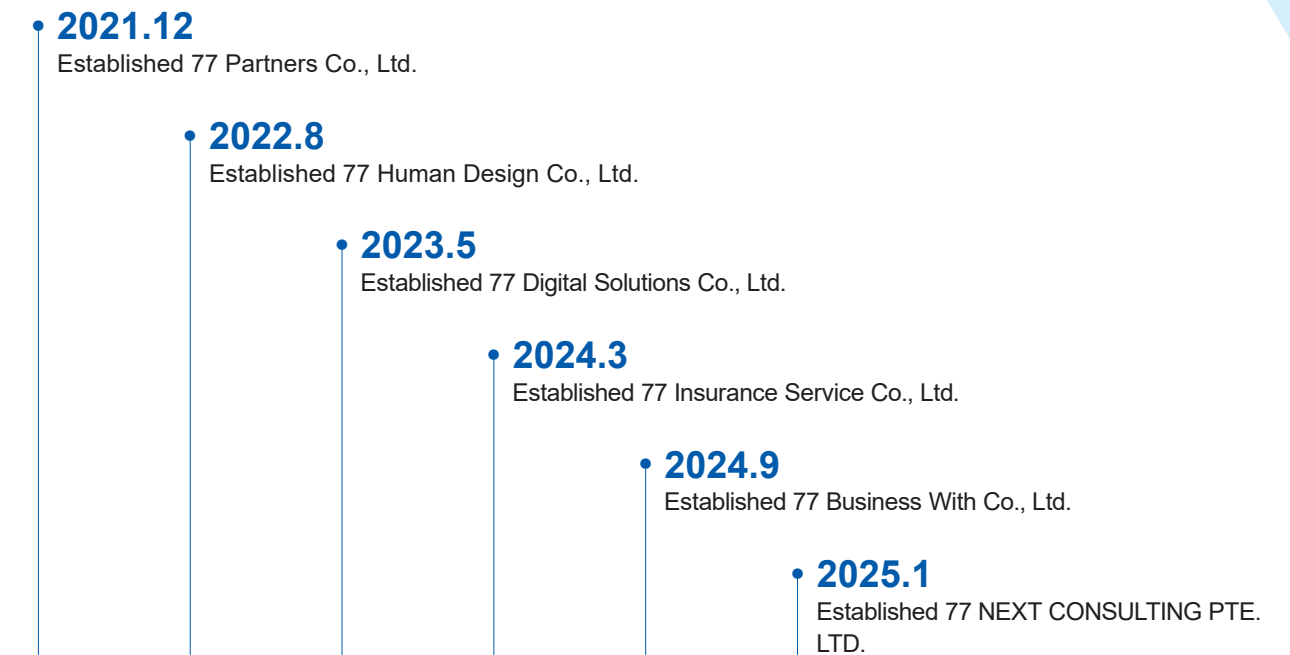 2021.12
Established 77 Partners Co., Ltd.
2022.8
Established 77 Human Design Co., Ltd.
2023.5
Established 77 Digital Solutions Co., Ltd.
2024.3
Established 77 Insurance Service Co., Ltd.
2024.9
Established 77 Business With Co., Ltd.
2025.1
Established 77 NEXT CONSULTING PTE.
LTD.